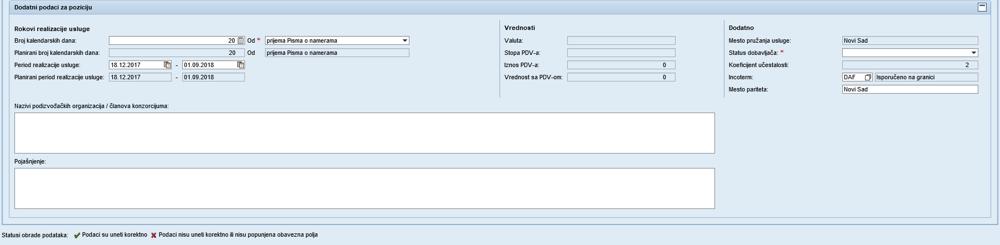 Dodatni podaci za poziciju
Rokovi realizacije usluge
Broj kalendarskih dana: 20 Od * prijema Pisma o namerama
Planirani broj kalendarskih dana: 20 Od prijema Pisma o namerama
Period realizacije usluge: 18.12.2017 - 01.09.2018
Planirani period realizacije usluge: 18.12.2017 - 01.09.2018
Vrednosti
Valuta:
Stopa PDV-a:
Iznos PDV-a: 0
Vrednost sa PDV-om: 0
Dodatno
Mesto pružanja usluge: Novi Sad
Status dobavljača: *
Koeficijent učestalosti: 2
Incoterm: DAF Isporučeno na granici
Mesto pariteta: Novi Sad
Nazivi podizvođačkih organizacija / članova konzorcijuma:
Pojašnjenje:
Statusi obrade podataka: Podaci su uneti korektno Podaci nisu uneti korektno ili nisu popunjena obavezna polja